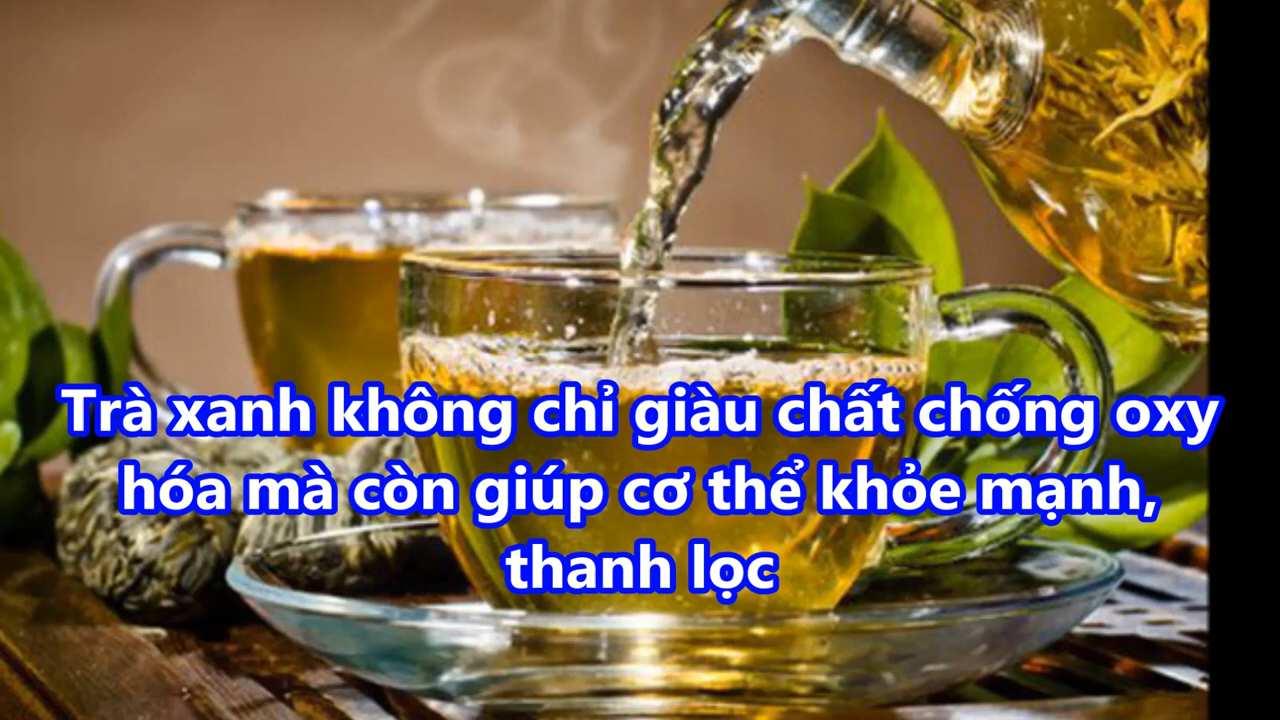 Trà xanh không chỉ giàu chất chống oxy
hóa mà còn giúp cơ thể khỏe mạnh,
thanh lọc